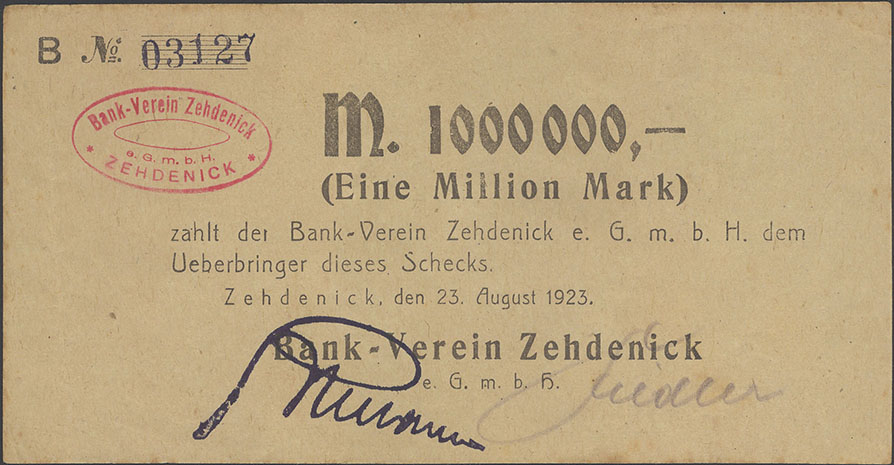 B No. 03127
Bank-Verein Zehdenick
e. G. m. b. H.
* ZEHDENICK *
M. 1000000,—
(Eine Million Mark)
zahlt der Bank-Verein Zehdenick e. G. m. b. H. dem
Ueberbringer dieses Schecks.
Zehdenick, den 23. August 1923.
Bank-Verein Zehdenick
e. G. m. b. H.